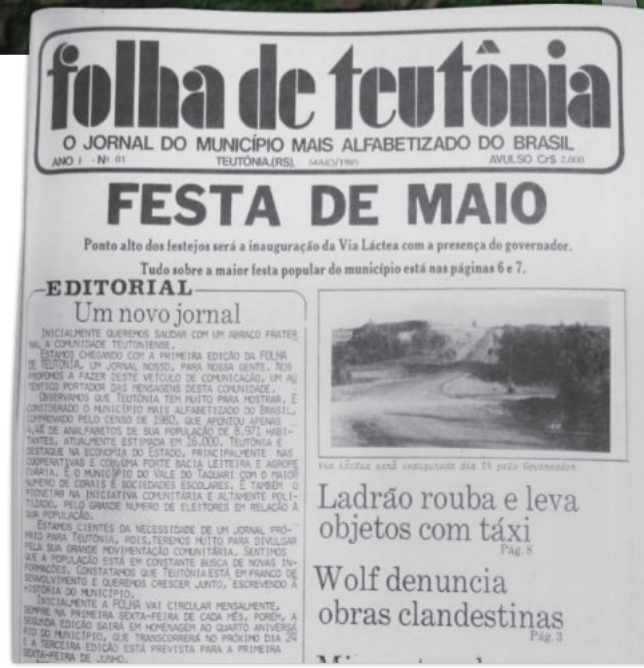 folha de teutônia
O JORNAL DO MUNICÍPIO MAIS ALFABETIZADO DO BRASIL
ANO I - Nº 01 TEUTÔNIA.(RS). MAIO/1985 AVULSO Cr$ 2.000
FESTA DE MAIO
Ponto alto dos festejos será a inauguração da Via Láctea com a presença do governador.
Tudo sobre a maior festa popular do município está nas páginas 6 e 7.
EDITORIAL
Um novo jornal
INICIALMENTE QUEREMOS SAUDAR COM UM ABRAÇO FRATER
NAL A COMUNIDADE TEUTONIENSE.
ESTAMOS CHEGANDO COM A PRIMEIRA EDIÇÃO DA FOLHA
DE TEUTÔNIA, UM JORNAL NOSSO, PARA NOSSA GENTE. NOS
PROPOMOS A FAZER DESTE VEÍCULO DE COMUNICAÇÃO, UM AU
TÊNTICO PORTADOR DAS MENSAGENS DESTA COMUNIDADE.
OBSERVAMOS QUE TEUTÔNIA TEM MUITO PARA MOSTRAR. É
CONSIDERADO O MUNICÍPIO MAIS ALFABETIZADO DO BRASIL,
COMPROVADO PELO CENSO DE 1980, QUE APONTOU APENAS
4,4% DE ANALFABETOS DE SUA POPULAÇÃO DE 8.971 HABI-
TANTES, ATUALMENTE ESTIMADA EM 16.000. TEUTÔNIA É
DESTAQUE NA ECONOMIA DO ESTADO, PRINCIPALMENTE NAS
COOPERATIVAS E COM UMA FORTE BACIA LEITEIRA E AGROPE
CUÁRIA. É O MUNICÍPIO DO VALE DO TAQUARI COM O MAIOR
NÚMERO DE CORAIS E SOCIEDADES ESCOLARES. É TAMBÉM O
PIONEIRO NA INICIATIVA COMUNITÁRIA E ALTAMENTE POLI-
TIZADO, PELO GRANDE NÚMERO DE ELEITORES EM RELAÇÃO À
SUA POPULAÇÃO.
ESTAMOS CIENTES DA NECESSIDADE DE UM JORNAL PRÓ-
PRIO PARA TEUTÔNIA, POIS,TEREMOS MUITO PARA DIVULGAR
PELA SUA GRANDE MOVIMENTAÇÃO COMUNITÁRIA. SENTIMOS
QUE A POPULAÇÃO ESTÁ EM CONSTANTE BUSCA DE NOVAS IN-
FORMAÇÕES. CONSTATAMOS QUE TEUTÔNIA ESTÁ EM FRANCO DE
SENVOLVIMENTO E QUEREMOS CRESCER JUNTO, ESCREVENDO A
HISTÓRIA DO MUNICÍPIO.
INICIALMENTE A FOLHA VAI CIRCULAR MENSALMENTE,
SEMPRE NA PRIMEIRA SEXTA-FEIRA DE CADA MÊS, PORÉM, A
SEGUNDA EDIÇÃO SAIRÁ EM HOMENAGEM AO QUARTO ANIVERSÁ
RIO DO MUNICÍPIO, QUE TRANSCORRERÁ NO PRÓXIMO DIA 24
E A TERCEIRA EDIÇÃO ESTÁ PREVISTA PARA A PRIMEIRA
SEXTA-FEIRA DE JUNHO.
Via Láctea será inaugurada dia 19 pelo Governador
Ladrão rouba e leva
objetos com táxi
Pág. 8
Wolf denuncia
obras clandestinas
Pág. 3